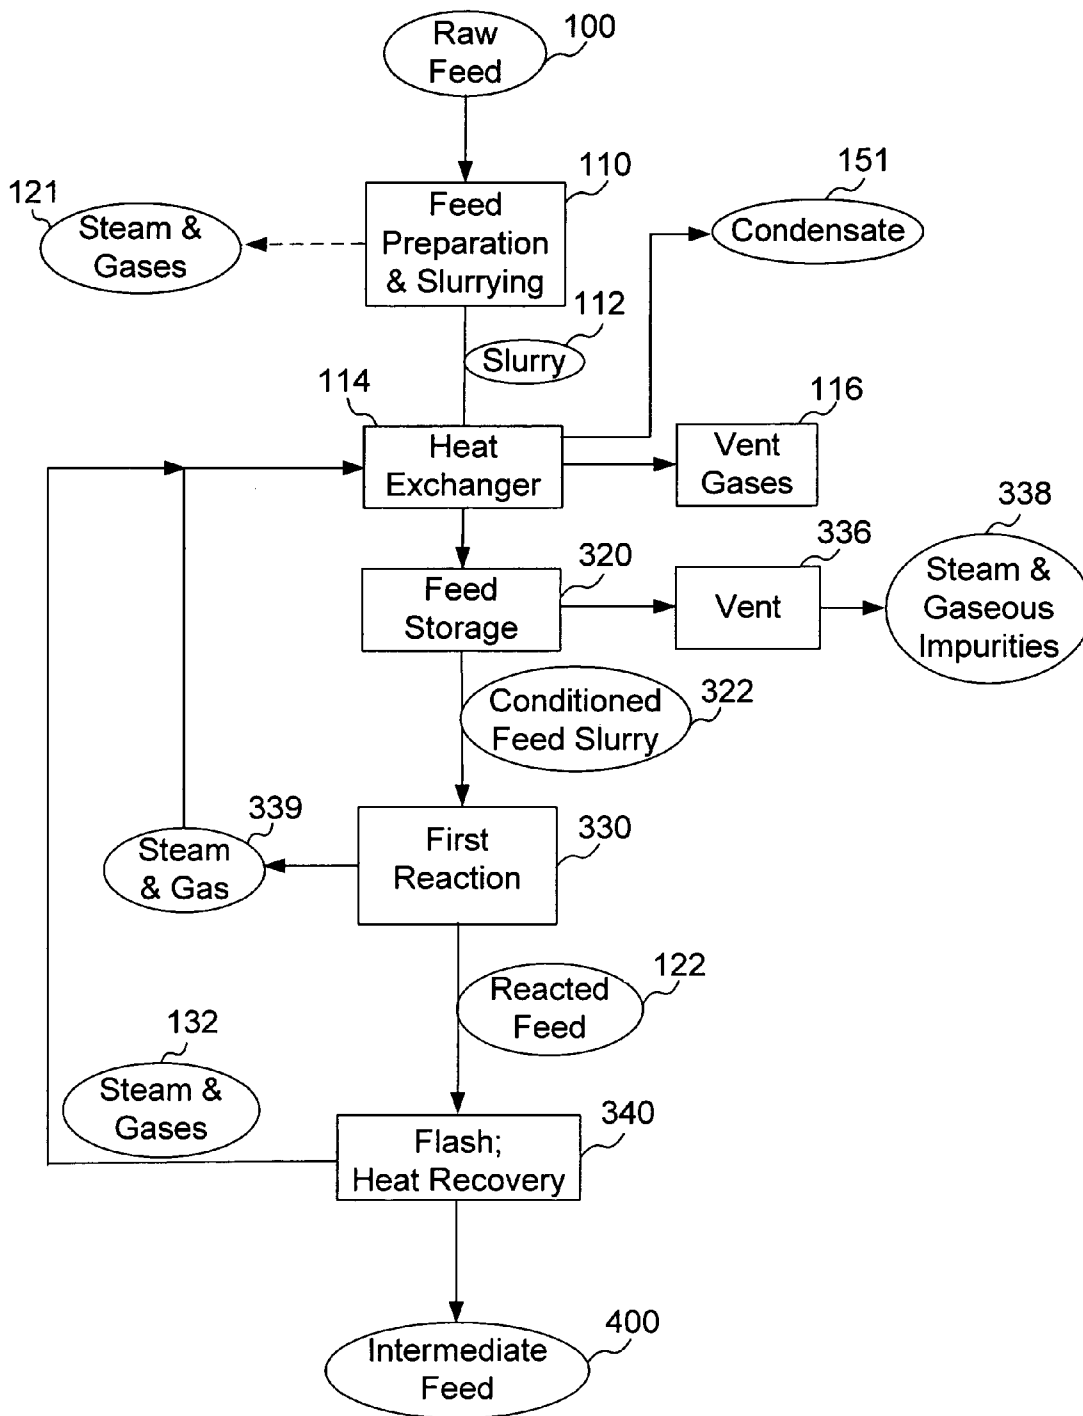 Raw
Feed
100
110
Feed
Preparation
& Slurrying
121
Steam &
Gases
151
Condensate
112
Slurry
114
Heat
Exchanger
116
Vent
Gases
320
Feed
Storage
336
Vent
338
Steam &
Gaseous
Impurities
Conditioned
Feed Slurry
322
339
Steam
& Gas
330
First
Reaction
122
Reacted
Feed
132
Steam &
Gases
340
Flash;
Heat Recovery
400
Intermediate
Feed